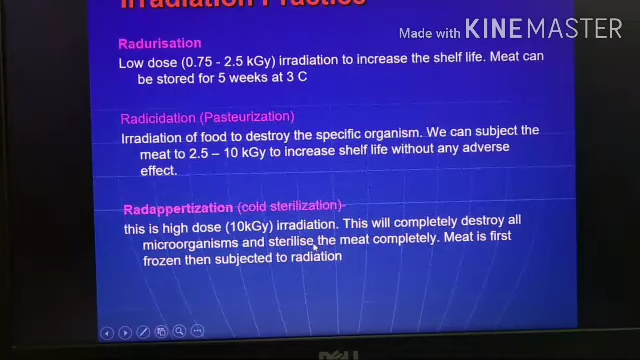 Irradiation Practice
Made with KINEMASTER
Radurisation
Low dose (0.75 - 2.5 kGy) irradiation to increase the shelf life. Meat can
be stored for 5 weeks at 3 C
Radicidation (Pasteurization)
Irradiation of food to destroy the specific organism. We can subject the
meat to 2.5 – 10 kGy to increase shelf life without any adverse
effect.
Radappertization (cold sterilization)-
this is high dose (10kGy) irradiation. This will completely destroy all
microorganisms and sterilise the meat completely. Meat is first
frozen then subjected to radiation
DELL